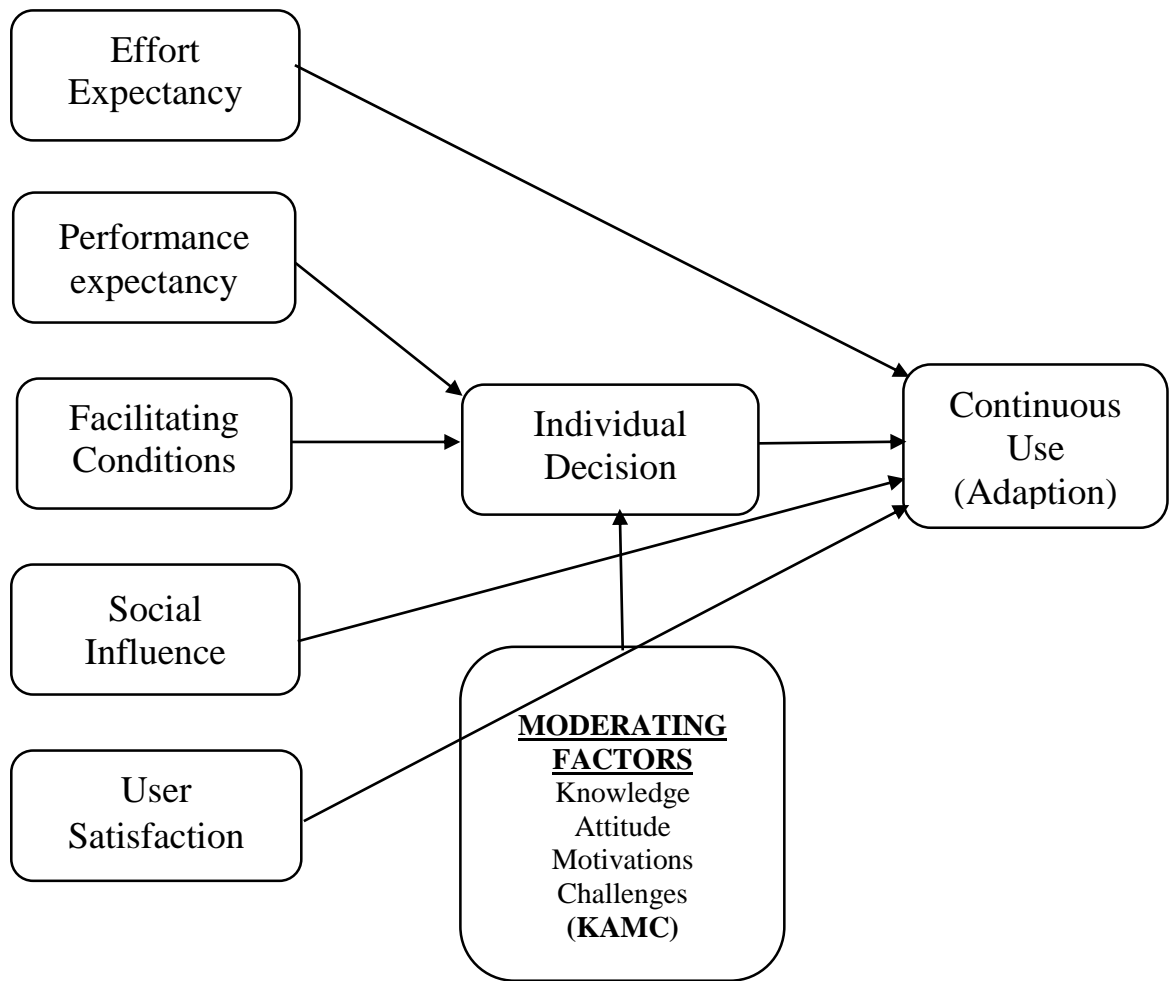 Effort
Expectancy
Performance
expectancy
Facilitating
Conditions
Individual
Decision
Continuous
Use
(Adaption)
Social
Influence
User
Satisfaction
MODERATING
FACTORS
Knowledge
Attitude
Motivations
Challenges
(KAMC)